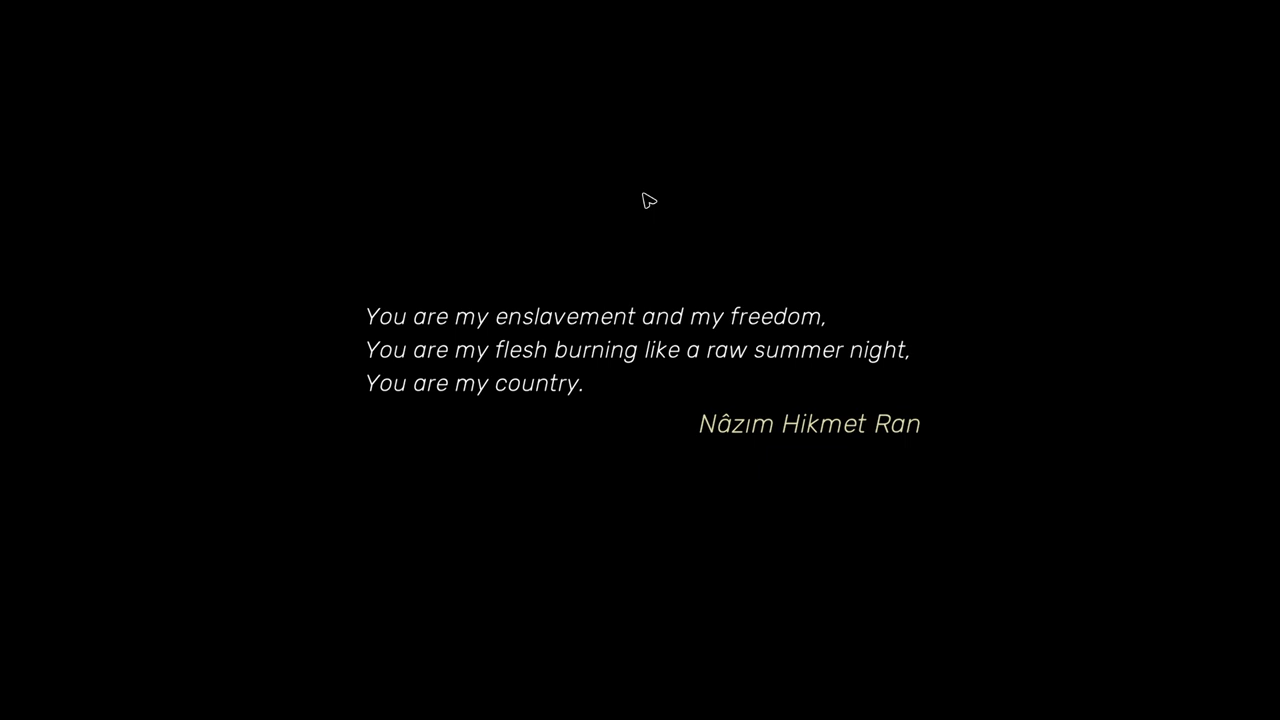 You are my enslavement and my freedom,
You are my flesh burning like a raw summer night,
You are my country.
Nâzım Hikmet Ran